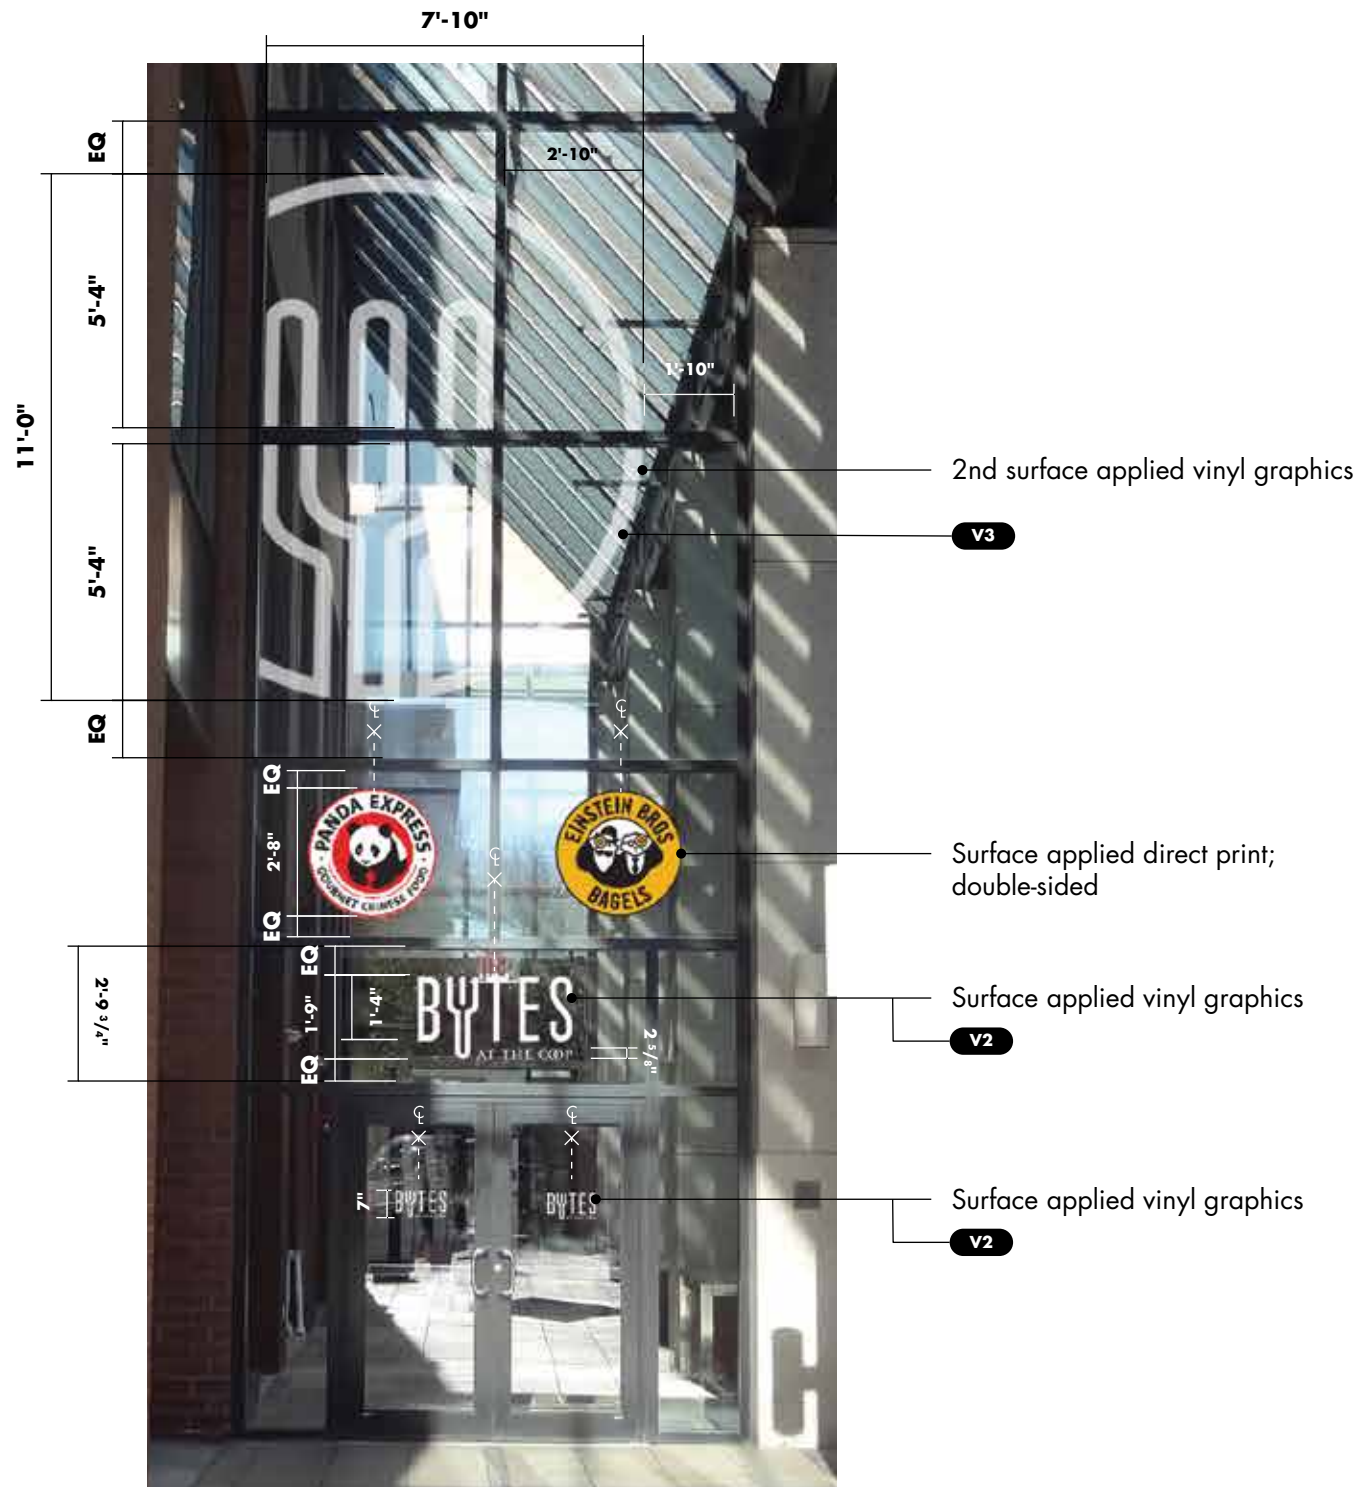 7'-10"
EQ
2'-10"
5'-4"
11'-0"
1'-10"
2nd surface applied vinyl graphics
V3
5'-4"
EQ
℄
℄
EQ
PANDA EXPRESS
GOURMET CHINESE FOOD
2'-8"
EINSTEIN BROS
BAGELS
℄
Surface applied direct print;
double-sided
EQ
EQ
2'-9 3/4"
1'-9"
1'-4"
BYTES
AT THE COOP
2 5/8"
Surface applied vinyl graphics
V2
EQ
℄
℄
7"
BYTES
BYTES
Surface applied vinyl graphics
V2